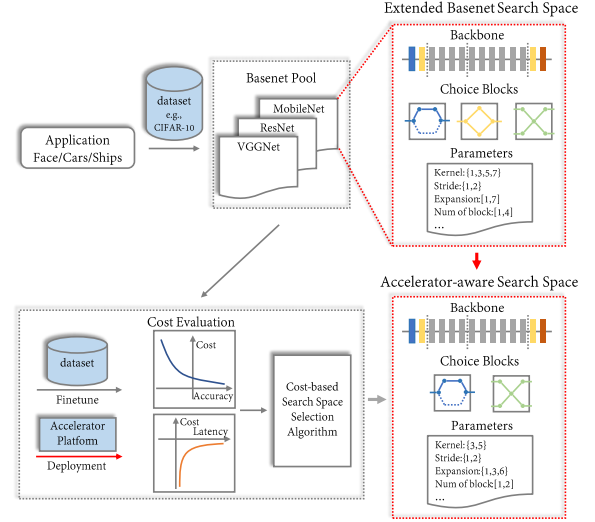 Extended Basenet Search Space
Backbone
Choice Blocks
Parameters
Kernel:{1,3,5,7}
Stride:{1,2}
Expansion:[1,7]
Num of block:[1,4]
...
dataset
e.g.,
CIFAR-10
Application
Face/Cars/Ships
Basenet Pool
MobileNet
ResNet
VGGNet
Accelerator-aware Search Space
Backbone
Choice Blocks
Parameters
Kernel:{3,5}
Stride:{1,2}
Expansion:{1,3,6}
Num of block:[1,2]
...
Cost Evaluation
dataset
Finetune
Accelerator
Platform
Deployment
Cost
Accuracy
Cost
Latency
Cost-based
Search Space
Selection
Algorithm